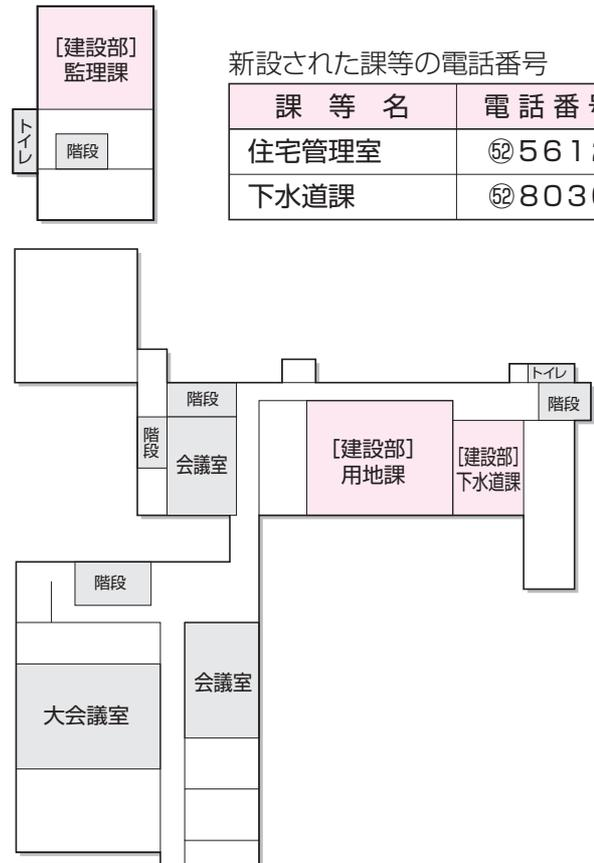 [建設部]
監理課
トイレ
階段
新設された課等の電話番号
課等名 電話番号
住宅管理室 ㊾561
下水道課 ㊾803
トイレ
階段
階段
階段
会議室
[建設部]
用地課
[建設部]
下水道課
階段
会議室
大会議室